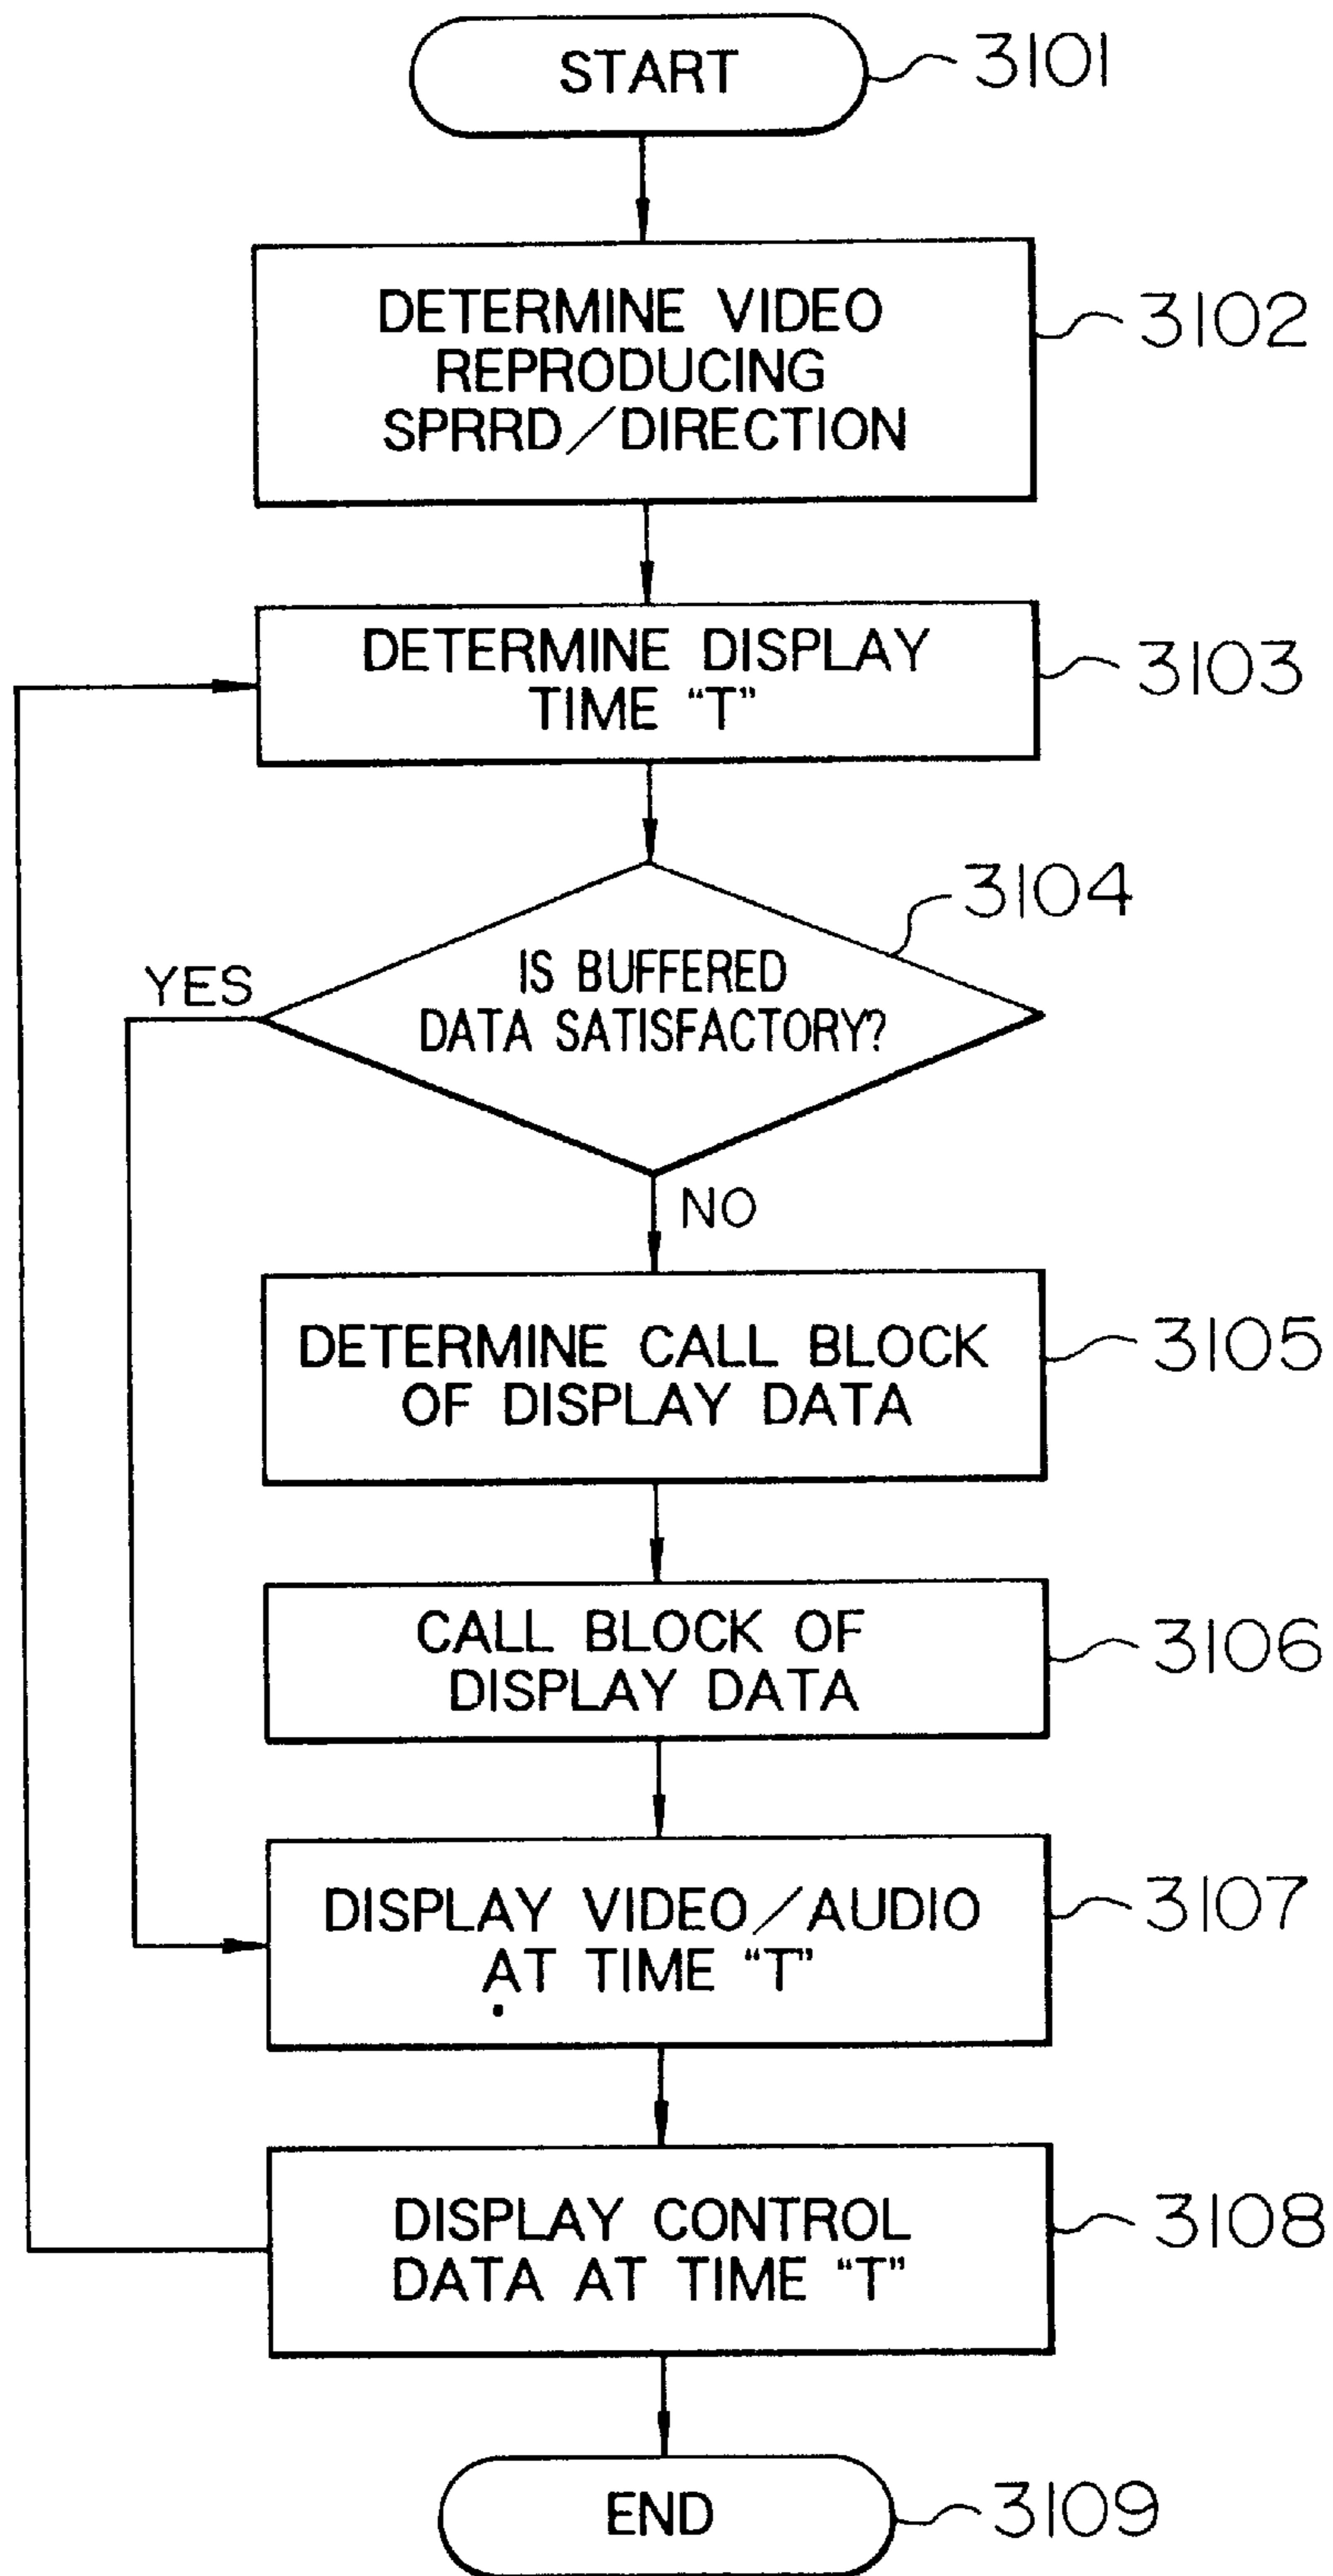 START
3101
DETERMINE VIDEO
REPRODUCING
SPRRD/DIRECTION
3102
DETERMINE DISPLAY
TIME "T"
3103
3104
IS BUFFERED
DATA SATISFACTORY?
YES
NO
DETERMINE CALL BLOCK
OF DISPLAY DATA
3105
CALL BLOCK OF
DISPLAY DATA
3106
DISPLAY VIDEO/AUDIO
AT TIME "T"
3107
DISPLAY CONTROL
DATA AT TIME "T"
3108
END
3109